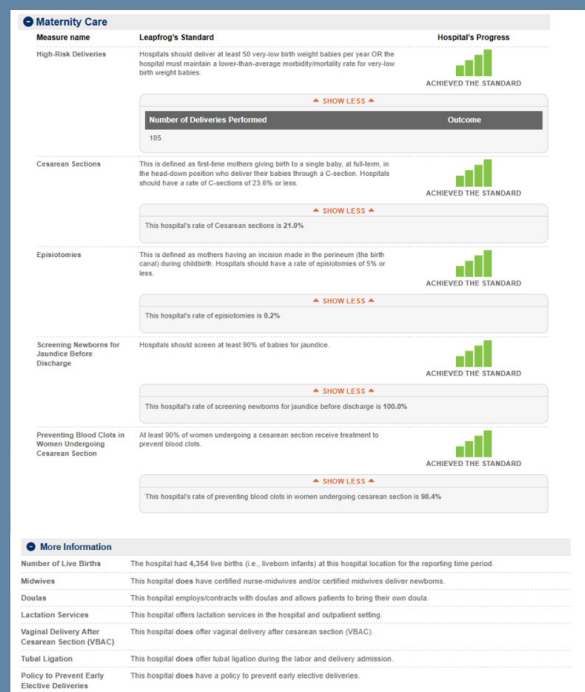 Maternity Care
Measure name Leapfrog's Standard Hospital's Progress
High-Risk Deliveries
Hospitals should deliver at least 50 very-low birth weight babies per year OR the
hospital must maintain a lower-than-average morbidity/mortality rate for very-low
birth weight babies.
ACHIEVED THE STANDARD
SHOW LESS
Number of Deliveries Performed Outcome
105
Cesarean Sections
This is defined as first-time mothers giving birth to a single baby, at full-term, in
the head-down position who deliver their babies through a C-section. Hospitals
should have a rate of C-sections of 23.6% or less.
ACHIEVED THE STANDARD
SHOW LESS
This hospital's rate of Cesarean sections is 21.0%
Episiotomies
This is defined as mothers having an incision made in the perineum (the birth
canal) during childbirth. Hospitals should have a rate of episiotomies of 5% or
less.
ACHIEVED THE STANDARD
SHOW LESS
This hospital's rate of episiotomies is 0.2%
Screening Newborns for
Jaundice Before
Discharge
Hospitals should screen at least 90% of babies for jaundice.
ACHIEVED THE STANDARD
SHOW LESS
This hospital's rate of screening newborns for jaundice before discharge is 100.0%
Preventing Blood Clots in
Women Undergoing
Cesarean Section
At least 90% of women undergoing a cesarean section receive treatment to
prevent blood clots.
ACHIEVED THE STANDARD
SHOW LESS
This hospital's rate of preventing blood clots in women undergoing cesarean section is 98.4%
More Information
Number of Live Births The hospital had 4,354 live births (i.e., liveborn infants) at this hospital location for the reporting time period.
Midwives This hospital does have certified nurse-midwives and/or certified midwives deliver newborns.
Doulas This hospital employs/contracts with doulas and allows patients to bring their own doula.
Lactation Services This hospital offers lactation services in the hospital and outpatient setting.
Vaginal Delivery After
Cesarean Section (VBAC)
This hospital does offer vaginal delivery after cesarean section (VBAC).
Tubal Ligation This hospital does offer tubal ligation during the labor and delivery admission.
Policy to Prevent Early
Elective Deliveries
This hospital does have a policy to prevent early elective deliveries.